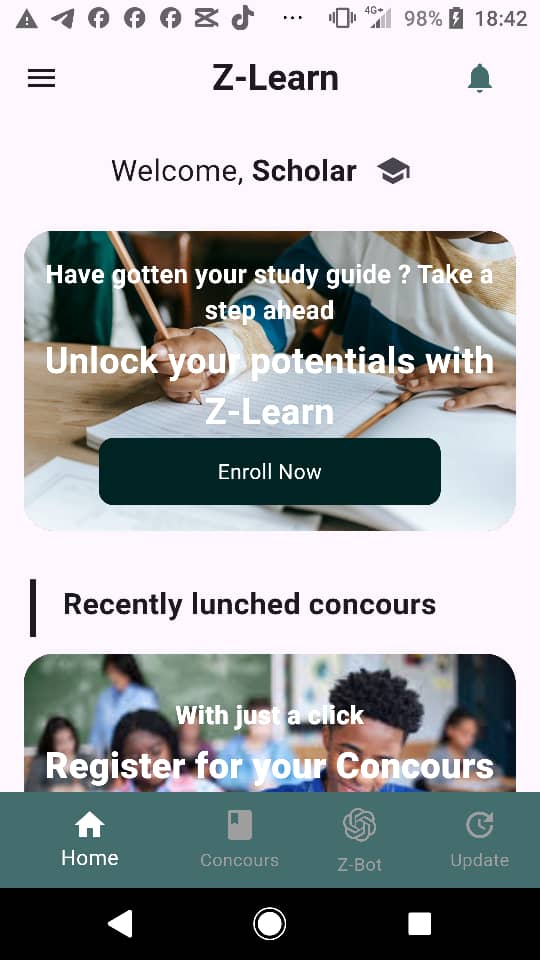 4G+ 98% 18:42
Z-Learn
Welcome, Scholar
Have gotten your study guide ? Take a
step ahead
Unlock your potentials with
Z-Learn
Enroll Now
Recently lunched concours
With just a click
Register for your Concours
Home
Concours
Z-Bot
Update